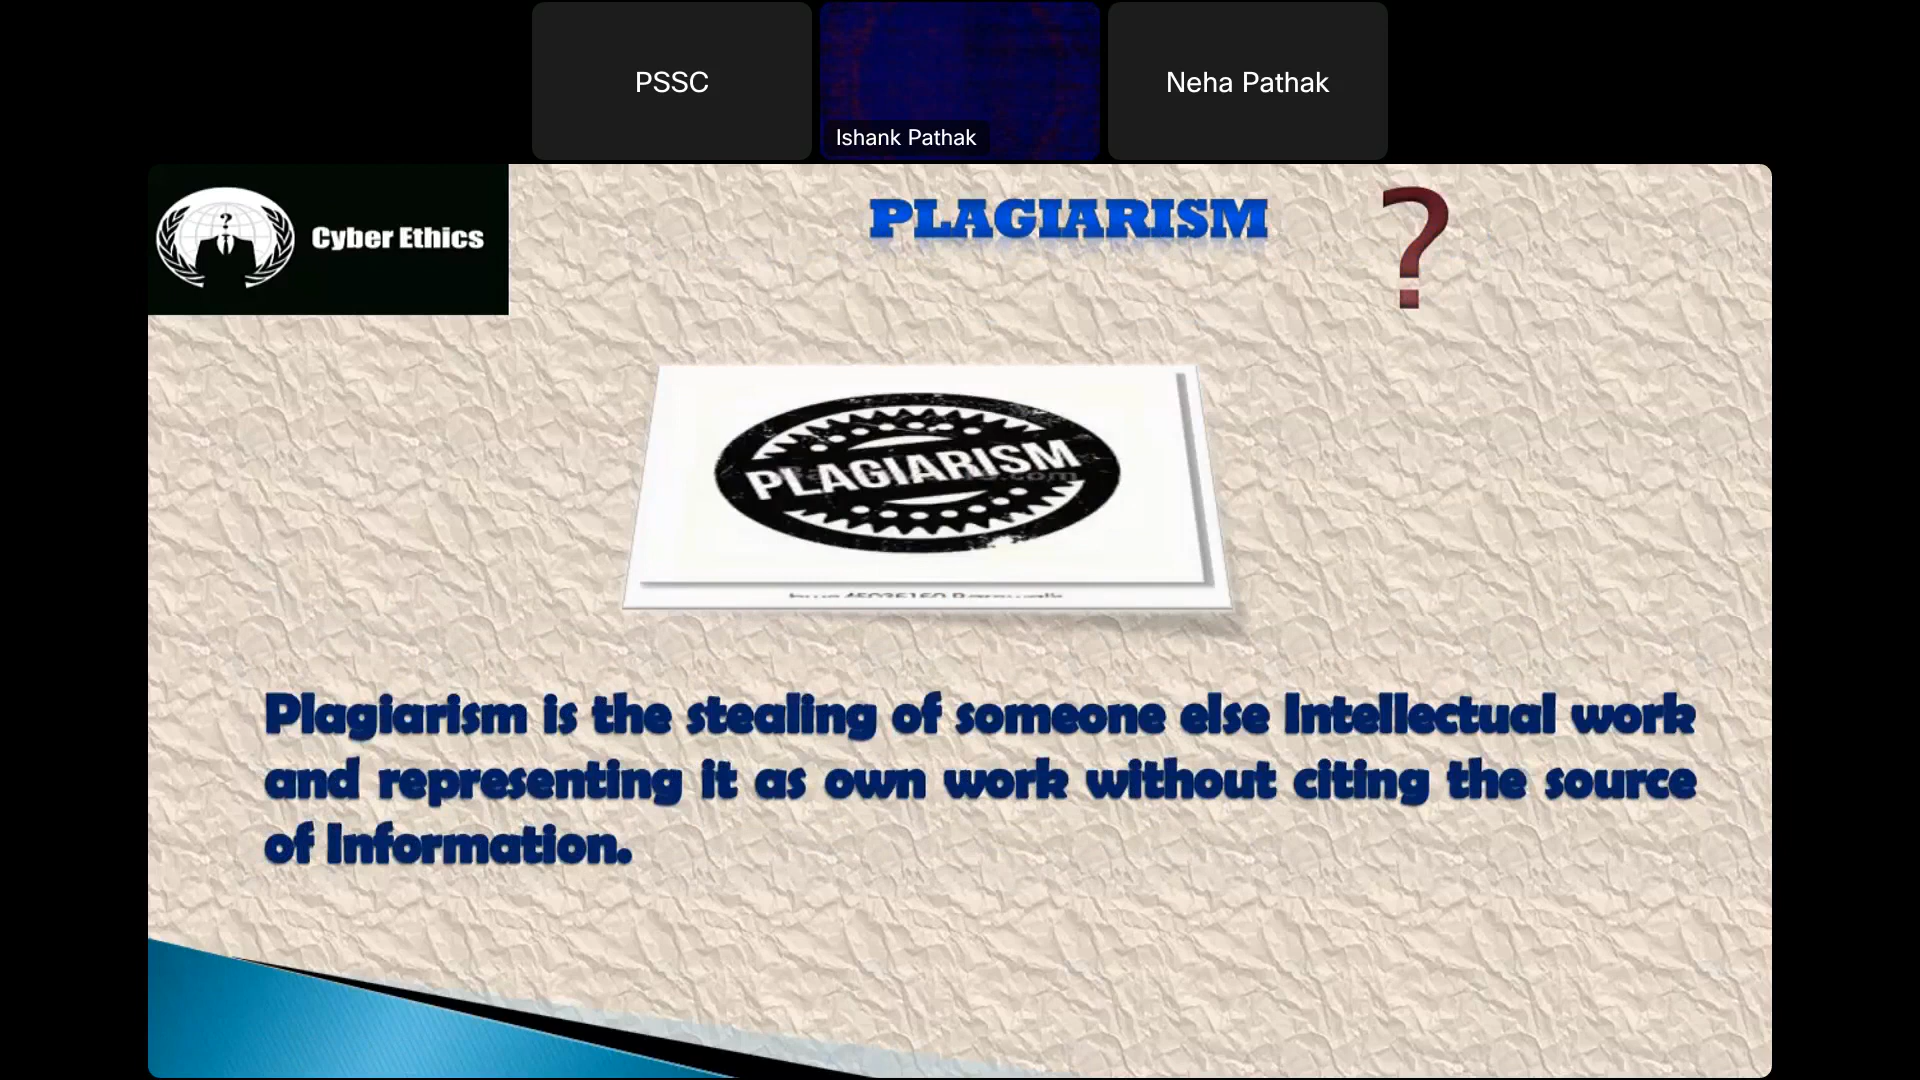 PSSC
Ishank Pathak
Neha Pathak
Cyber Ethics
PLAGIARISM
?
PLAGIARISM
Plagiarism is the stealing of someone else Intellectual work
and representing it as own work without citing the source
of Information.